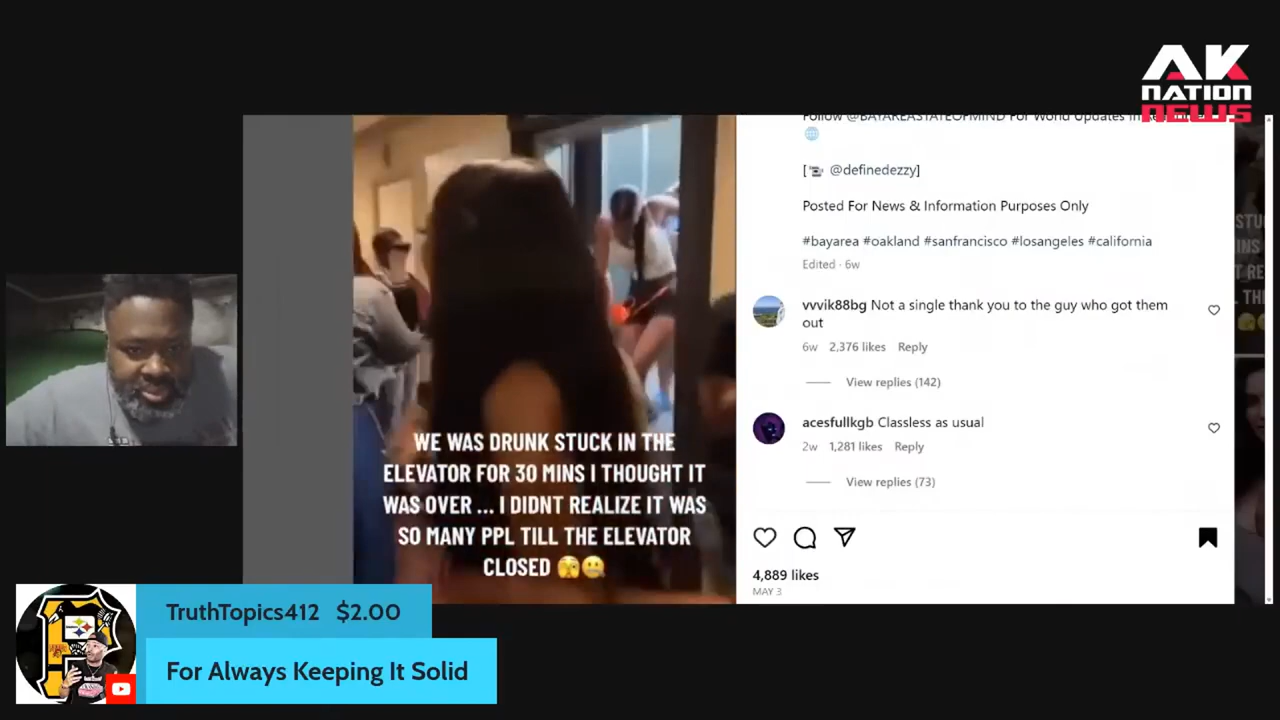 AK
NATION
NEWS
Follow @BAYAREASTATEOFMIND For World Updates In
[ @definedezzy]
Posted For News & Information Purposes Only
#bayarea #oakland #sanfrancisco #losangeles #california
Edited · 6w
vvvik88bg Not a single thank you to the guy who got them
out
6w 2,376 likes Reply
View replies (142)
acesfullkgb Classless as usual
2w 1,281 likes Reply
View replies (73)
4,889 likes
MAY 3
WE WAS DRUNK STUCK IN THE
ELEVATOR FOR 30 MINS I THOUGHT IT
WAS OVER ... I DIDNT REALIZE IT WAS
SO MANY PPL TILL THE ELEVATOR
CLOSED 🫣🤐
TruthTopics412 $2.00
For Always Keeping It Solid